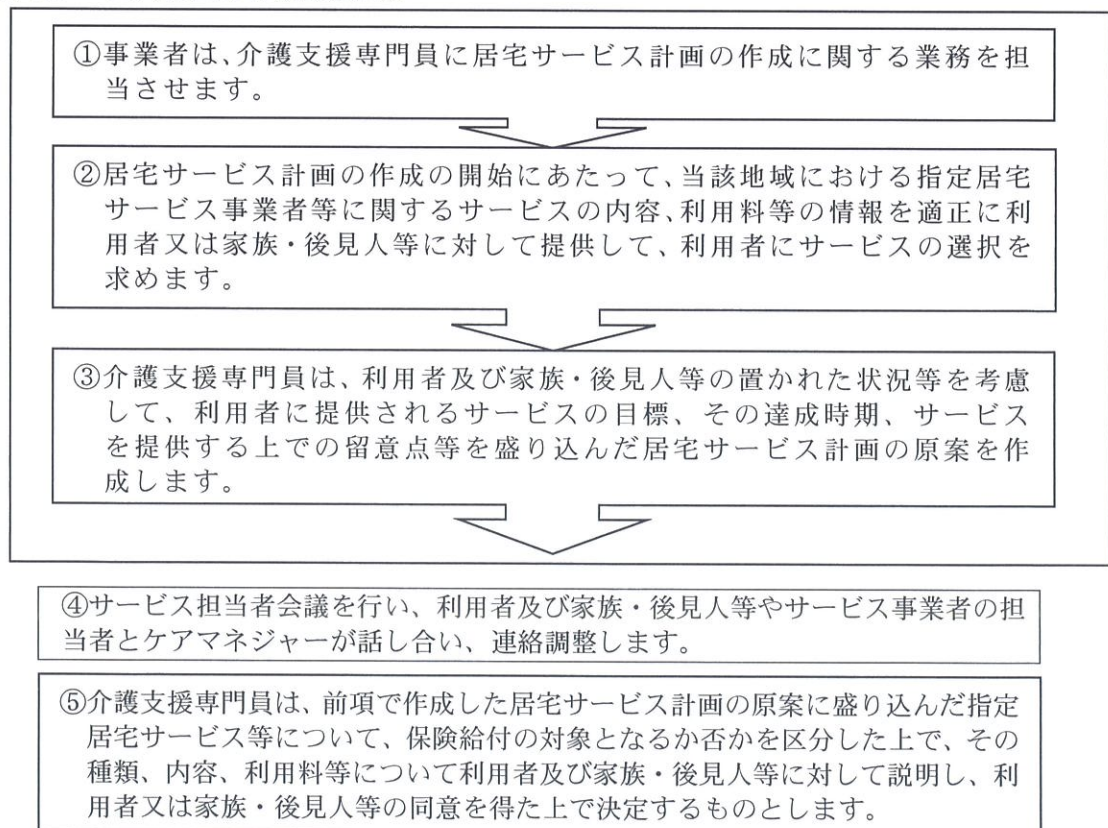 ①事業者は、介護支援専門員に居宅サービス計画の作成に関する業務を担
当させます。
②居宅サービス計画の作成の開始にあたって、当該地域における指定居宅
サービス事業者等に関するサービスの内容、利用料等の情報を適正に利
用者又は家族・後見人等に対して提供して、利用者にサービスの選択を
求めます。
③介護支援専門員は、利用者及び家族・後見人等の置かれた状況等を考慮
して、利用者に提供されるサービスの目標、その達成時期、サービス
を提供する上での留意点等を盛り込んだ居宅サービス計画の原案を作
成します。
④サービス担当者会議を行い、利用者及び家族・後見人等やサービス事業者の担
当者とケアマネジャーが話し合い、連絡調整します。
⑤介護支援専門員は、前項で作成した居宅サービス計画の原案に盛り込んだ指定
居宅サービス等について、保険給付の対象となるか否かを区分した上で、その
種類、内容、利用料等について利用者及び家族・後見人等に対して説明し、利
用者又は家族・後見人等の同意を得た上で決定するものとします。